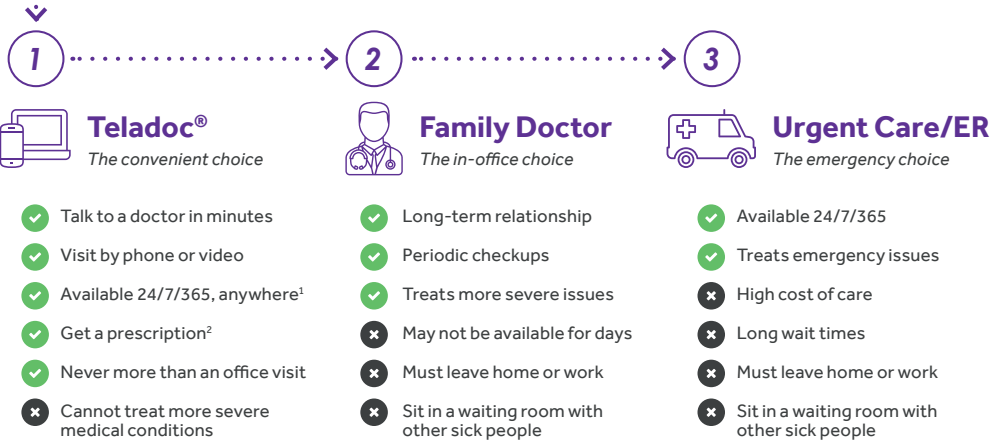 1
2
3
Teladoc®
The convenient choice
Talk to a doctor in minutes
Visit by phone or video
Available 24/7/365, anywhere¹
Get a prescription²
Never more than an office visit
Cannot treat more severe
medical conditions
Family Doctor
The in-office choice
Long-term relationship
Periodic checkups
Treats more severe issues
May not be available for days
Must leave home or work
Sit in a waiting room with
other sick people
Urgent Care/ER
The emergency choice
Available 24/7/365
Treats emergency issues
High cost of care
Long wait times
Must leave home or work
Sit in a waiting room with
other sick people